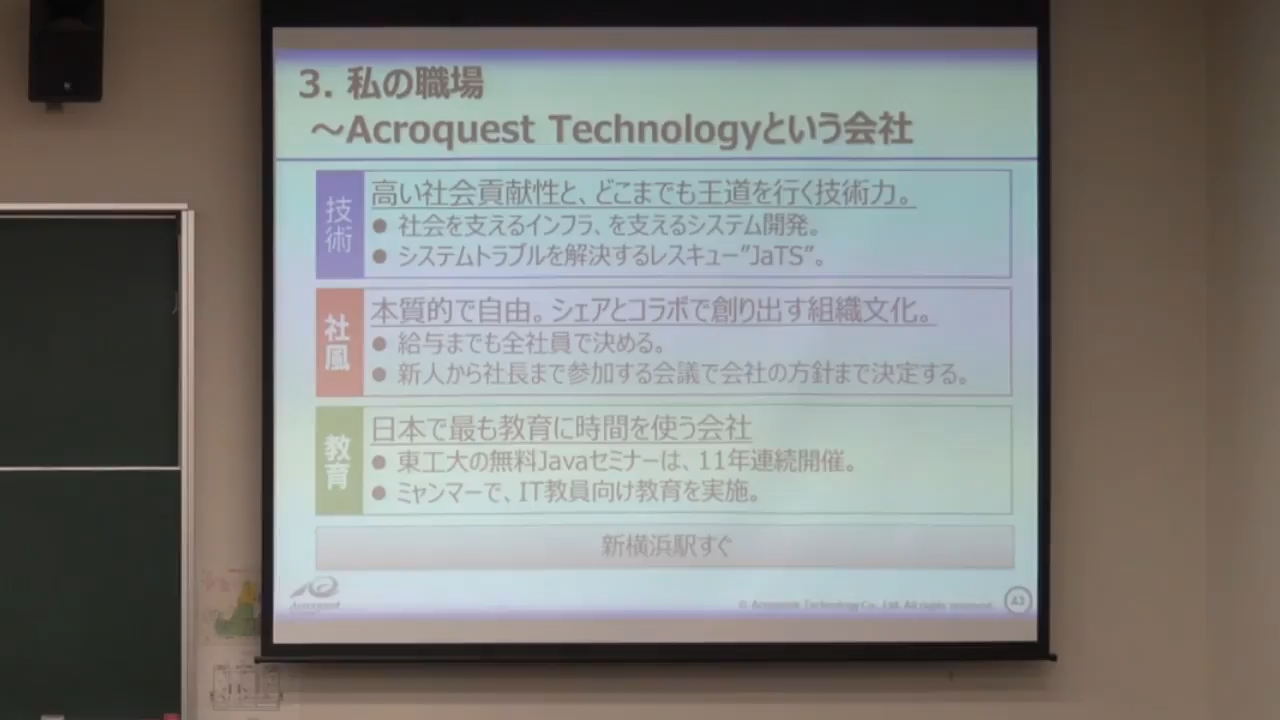 3. 私の職場
～Acroquest Technologyという会社
技術
高い社会貢献性と、どこまでも王道を行く技術力。
● 社会を支えるインフラ、を支えるシステム開発。
● システムトラブルを解決するレスキュー"JaTS"。
社風
本質的で自由。シェアとコラボで創り出す組織文化。
● 給与までも全社員で決める。
● 新人から社長まで参加する会議で会社の方針まで決定する。
教育
日本で最も教育に時間を使う会社
● 東工大の無料Javaセミナーは、11年連続開催。
● ミャンマーで、IT教員向け教育を実施。
新横浜駅すぐ
Acroquest
© Acroquest Technology Co., Ltd. All rights reserved.
43